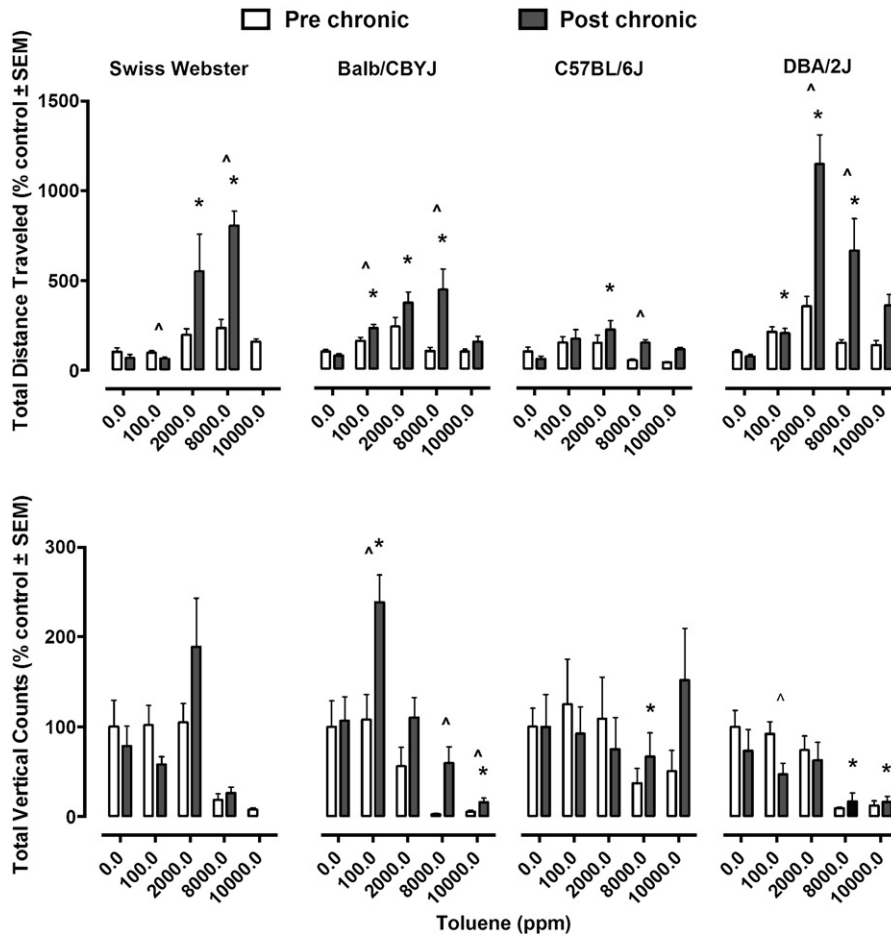 Pre chronic Post chronic
Swiss Webster Balb/CBYJ C57BL/6J DBA/2J
Total Distance Traveled (% control ± SEM)
1500
^ * * ^ *
1000
^ * ^ * ^ *
500
^ ^ * * * ^ *
0
0.0 100.0 2000.0 8000.0 10000.0 0.0 100.0 2000.0 8000.0 10000.0 0.0 100.0 2000.0 8000.0 10000.0 0.0 100.0 2000.0 8000.0 10000.0
Total Vertical Counts (% control ± SEM)
300
^ *
200
100
^ ^ * * ^ * *
0
0.0 100.0 2000.0 8000.0 10000.0 0.0 100.0 2000.0 8000.0 10000.0 0.0 100.0 2000.0 8000.0 10000.0 0.0 100.0 2000.0 8000.0 10000.0
Toluene (ppm)